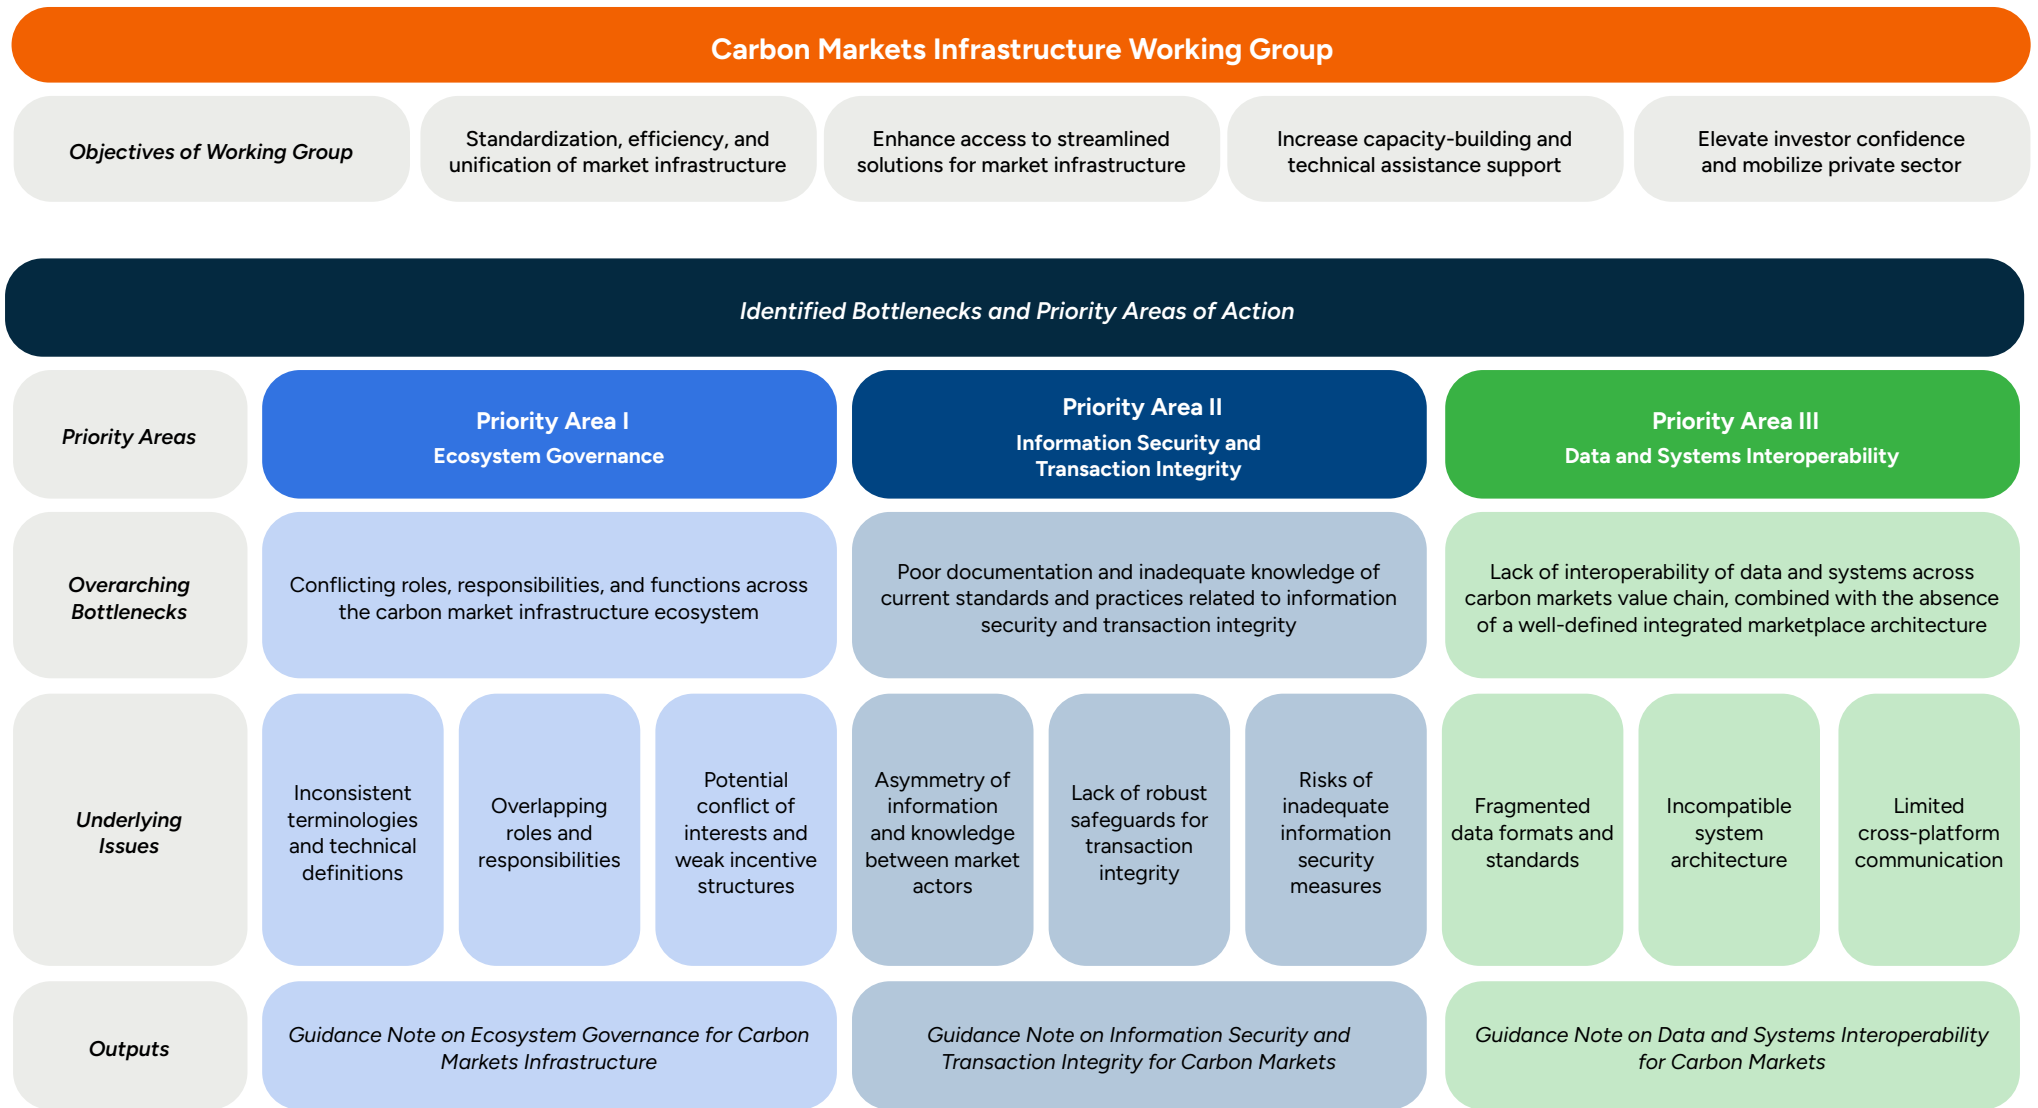 Carbon Markets Infrastructure Working Group
Objectives of Working Group
Standardization, efficiency, and
unification of market infrastructure
Enhance access to streamlined
solutions for market infrastructure
Increase capacity-building and
technical assistance support
Elevate investor confidence
and mobilize private sector
Identified Bottlenecks and Priority Areas of Action
Priority Areas
Priority Area I
Ecosystem Governance
Priority Area II
Information Security and
Transaction Integrity
Priority Area III
Data and Systems Interoperability
Overarching
Bottlenecks
Conflicting roles, responsibilities, and functions across
the carbon market infrastructure ecosystem
Poor documentation and inadequate knowledge of
current standards and practices related to information
security and transaction integrity
Lack of interoperability of data and systems across
carbon markets value chain, combined with the absence
of a well-defined integrated marketplace architecture
Underlying
Issues
Inconsistent
terminologies
and technical
definitions
Overlapping
roles and
responsibilities
Potential
conflict of
interests and
weak incentive
structures
Asymmetry of
information
and knowledge
between market
actors
Lack of robust
safeguards for
transaction
integrity
Risks of
inadequate
information
security
measures
Fragmented
data formats and
standards
Incompatible
system
architecture
Limited
cross-platform
communication
Outputs
Guidance Note on Ecosystem Governance for Carbon
Markets Infrastructure
Guidance Note on Information Security and
Transaction Integrity for Carbon Markets
Guidance Note on Data and Systems Interoperability
for Carbon Markets